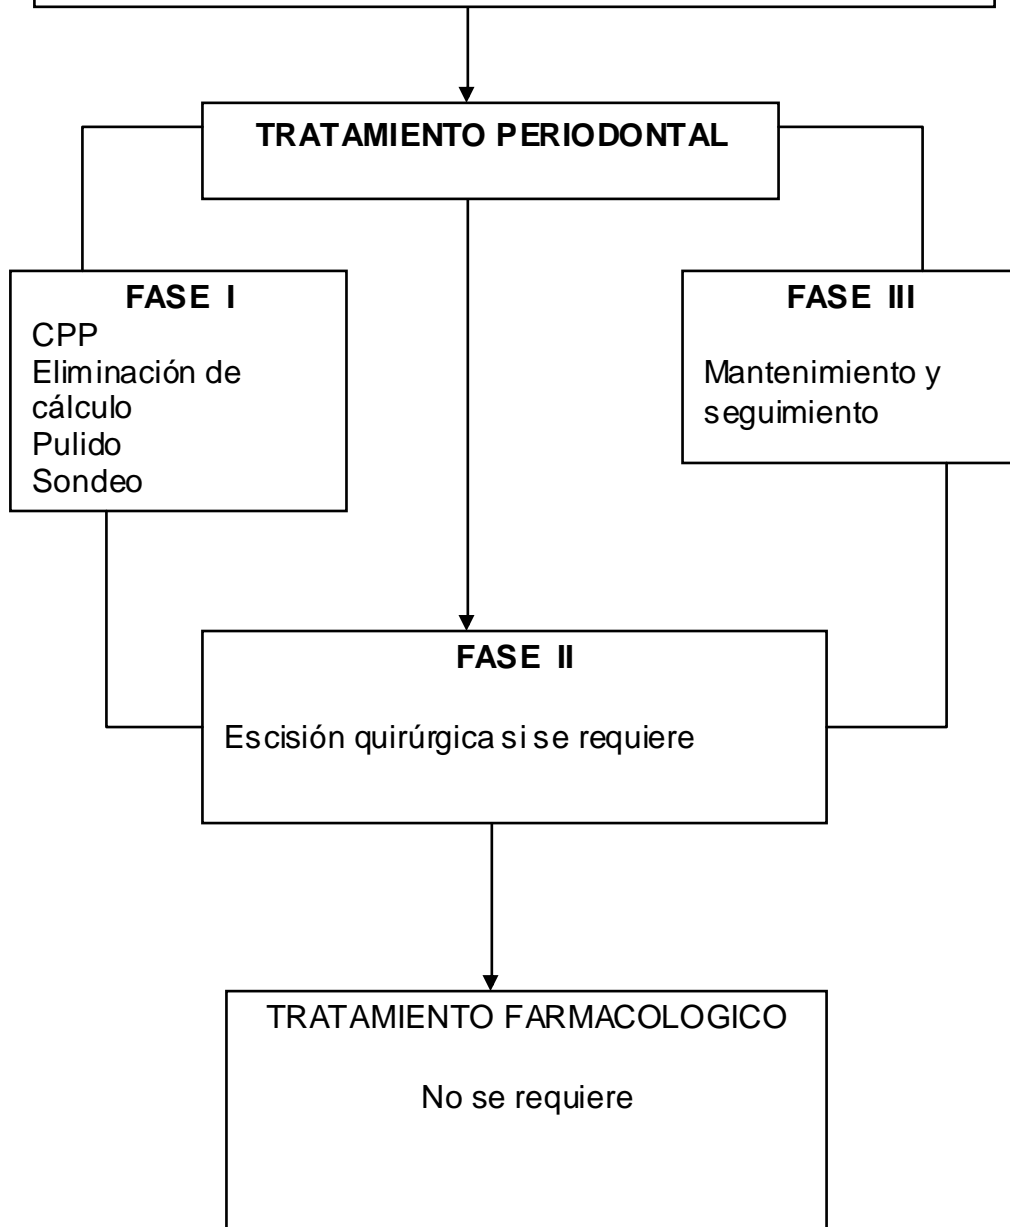 TRATAMIENTO PERIODONTAL
FASE I
CPP
Eliminación de
cálculo
Pulido
Sondeo
FASE III
Mantenimiento y
seguimiento
FASE II
Escisión quirúrgica si se requiere
TRATAMIENTO FARMACOLOGICO
No se requiere